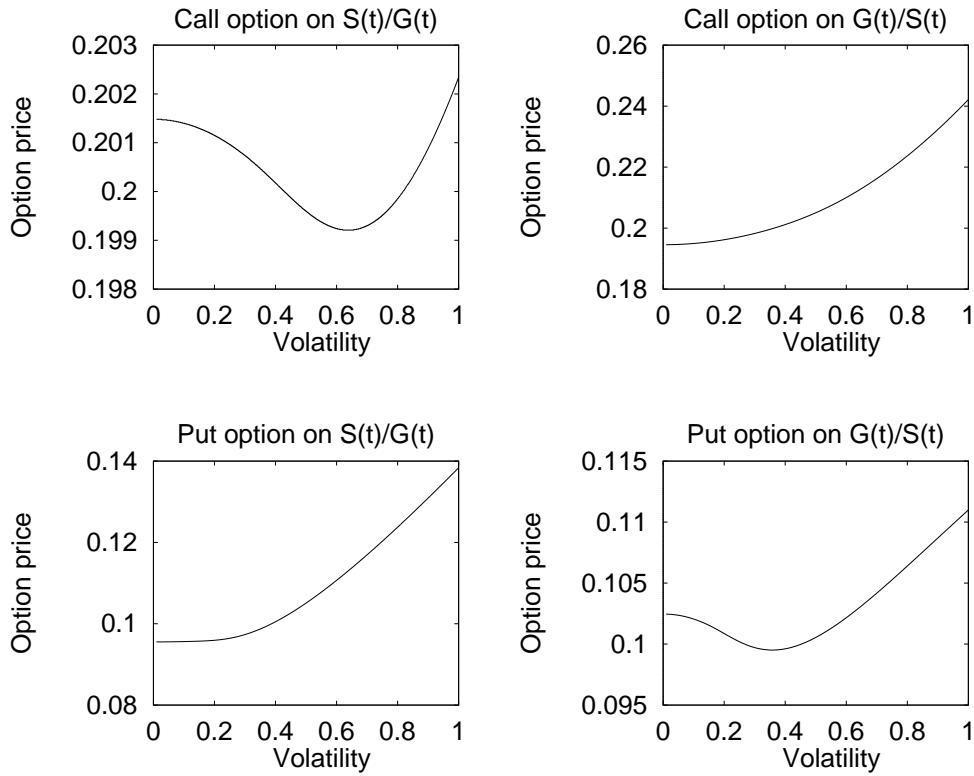 Call option on S(t)/G(t)
Option price
0.203
0.202
0.201
0.2
0.199
0.198
0 0.2 0.4 0.6 0.8 1
Volatility
Call option on G(t)/S(t)
Option price
0.26
0.24
0.22
0.2
0.18
0 0.2 0.4 0.6 0.8 1
Volatility
Put option on S(t)/G(t)
Option price
0.14
0.12
0.1
0.08
0 0.2 0.4 0.6 0.8 1
Volatility
Put option on G(t)/S(t)
Option price
0.115
0.11
0.105
0.1
0.095
0 0.2 0.4 0.6 0.8 1
Volatility